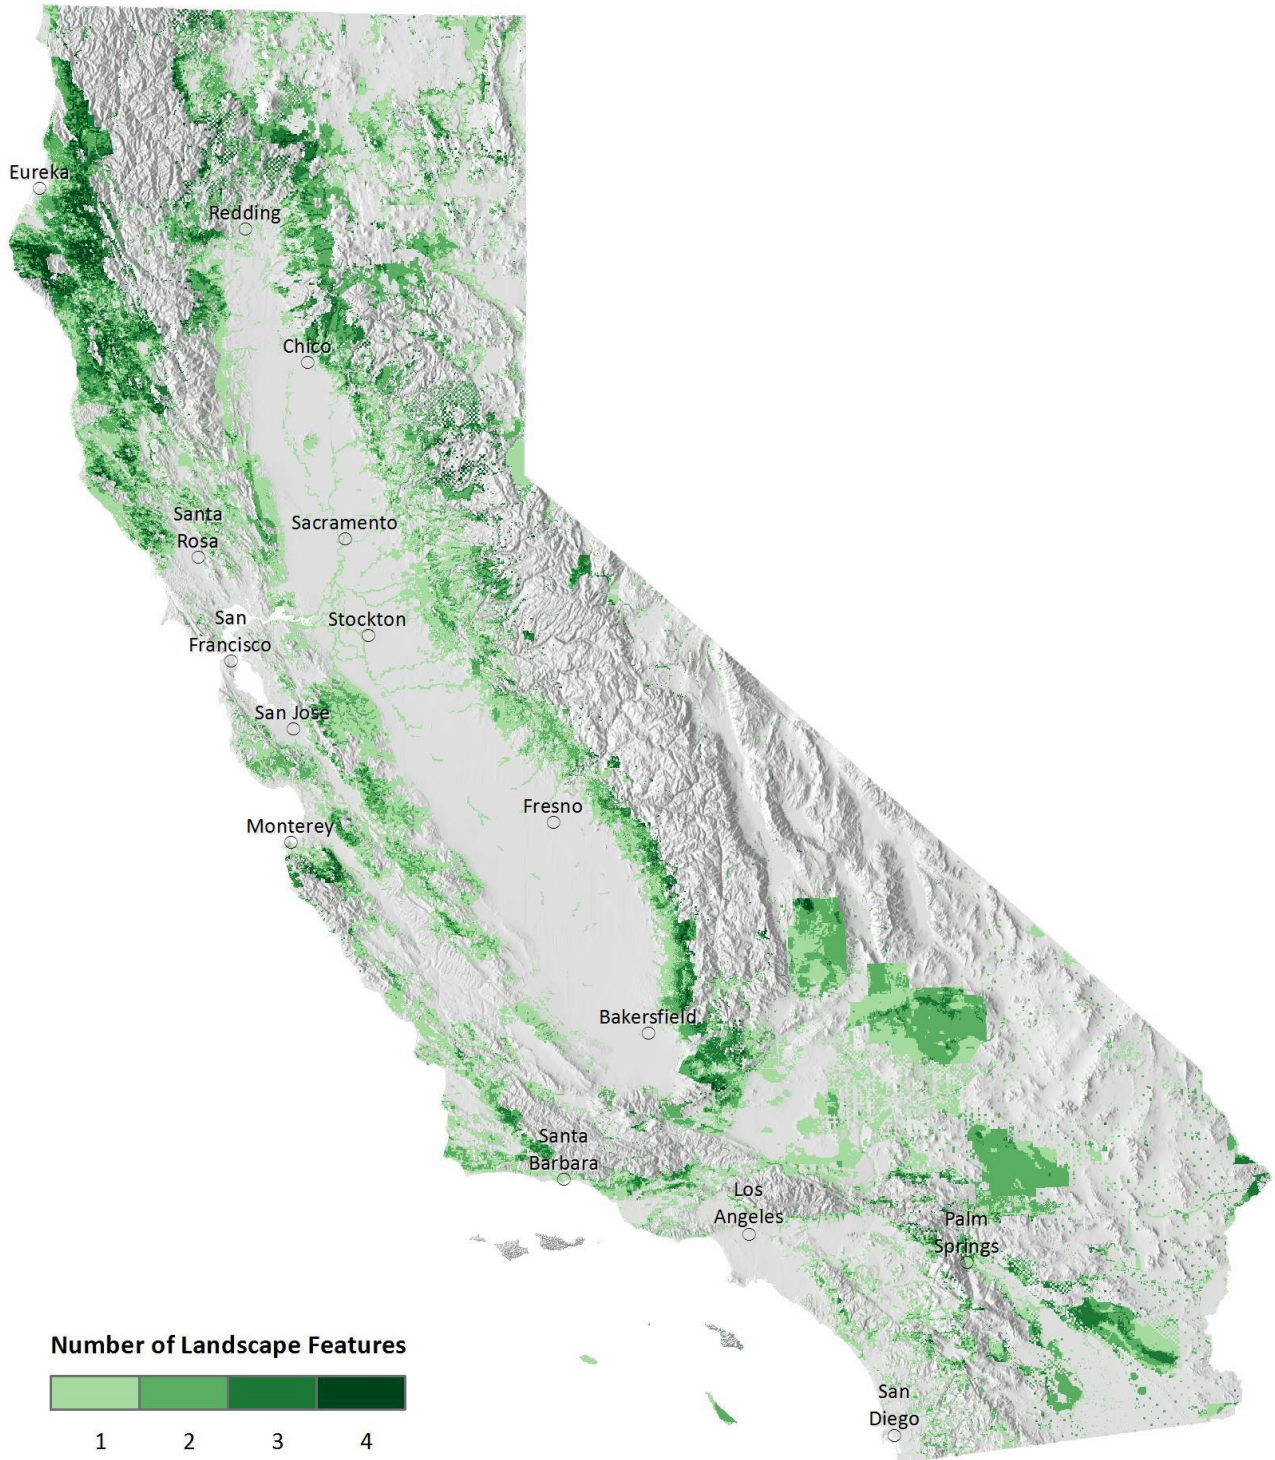 Eureka
Redding
Chico
Santa
Rosa
Sacramento
San
Francisco
Stockton
San Jose
Monterey
Fresno
Bakersfield
Santa
Barbara
Los
Angeles
Palm
Springs
San
Diego
Number of Landscape Features
1 2 3 4